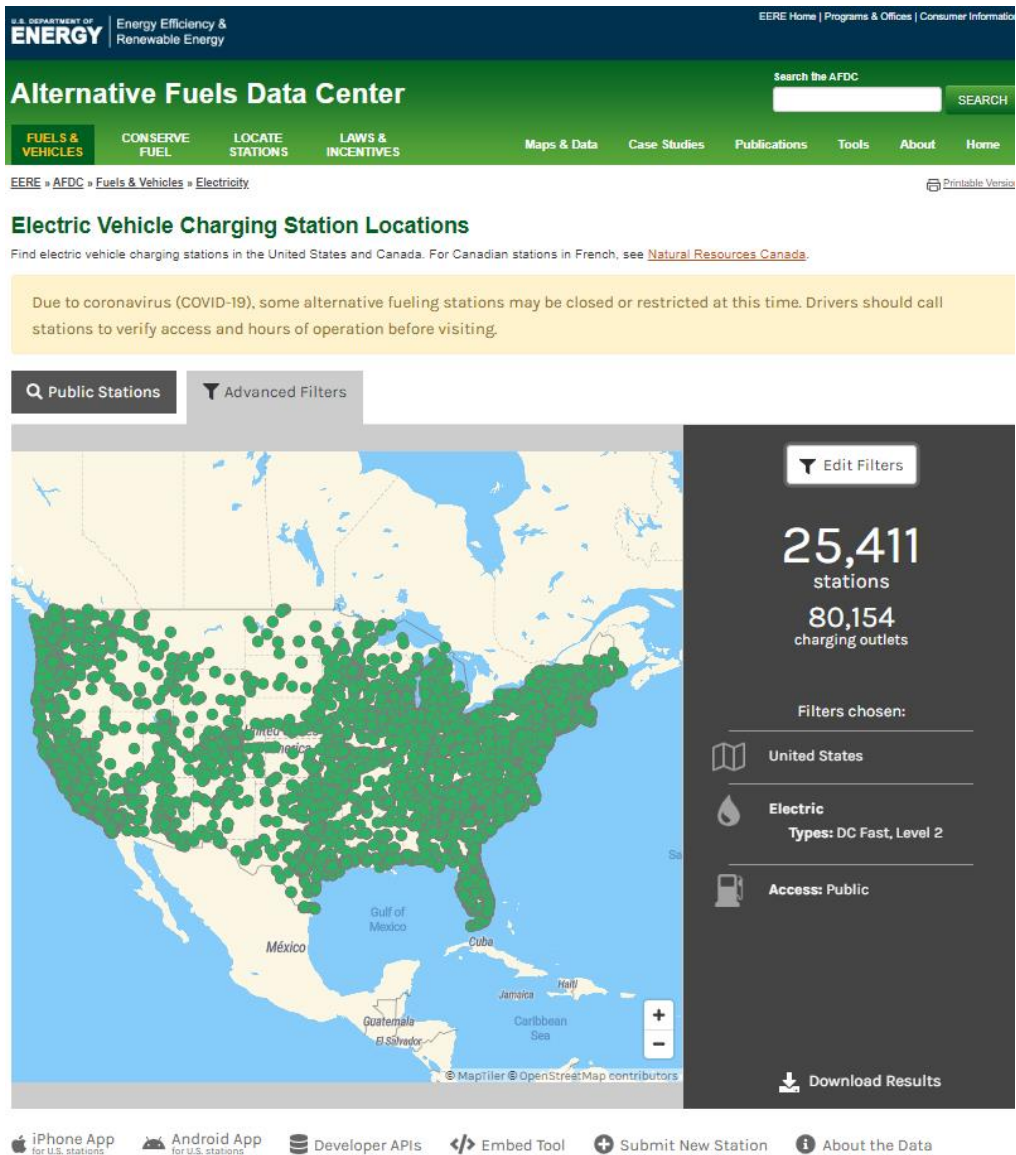 U.S. DEPARTMENT OF
ENERGY
Energy Efficiency &
Renewable Energy
EERE Home | Programs & Offices | Consumer Information
Alternative Fuels Data Center
Search the AFDC
SEARCH
FUELS &
VEHICLES
CONSERVE
FUEL
LOCATE
STATIONS
LAWS &
INCENTIVES
Maps & Data
Case Studies
Publications
Tools
About
Home
EERE » AFDC » Fuels & Vehicles » Electricity
Printable Version
Electric Vehicle Charging Station Locations
Find electric vehicle charging stations in the United States and Canada. For Canadian stations in French, see Natural Resources Canada.
Due to coronavirus (COVID-19), some alternative fueling stations may be closed or restricted at this time. Drivers should call
stations to verify access and hours of operation before visiting.
Public Stations
Advanced Filters
Edit Filters
25,411
stations
80,154
charging outlets
Filters chosen:
United States
Electric
Types: DC Fast, Level 2
Access: Public
Download Results
United
Gulf of
Mexico
México
Cuba
Haiti
Jamaica
Caribbean
Sea
Guatemala
El Salvador
+
−
© MapTiler © OpenStreetMap contributors
iPhone App
for U.S. stations
Android App
for U.S. stations
Developer APIs
</> Embed Tool
Submit New Station
About the Data